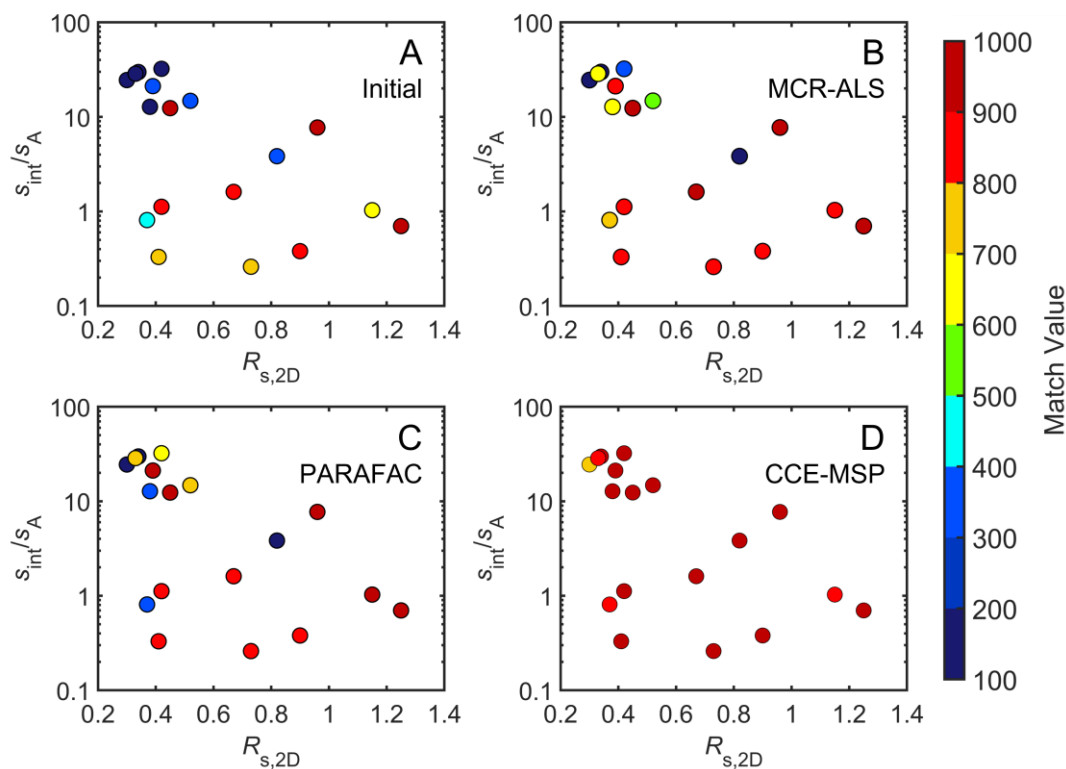 A
Initial
100
10
1
0.1
s_int/s_A
0.2 0.4 0.6 0.8 1 1.2 1.4
R_s,2D
B
MCR-ALS
100
10
1
0.1
s_int/s_A
0.2 0.4 0.6 0.8 1 1.2 1.4
R_s,2D
C
PARAFAC
100
10
1
0.1
s_int/s_A
0.2 0.4 0.6 0.8 1 1.2 1.4
R_s,2D
D
CCE-MSP
100
10
1
0.1
s_int/s_A
0.2 0.4 0.6 0.8 1 1.2 1.4
R_s,2D
1000
900
800
700
600
500
400
300
200
100
Match Value